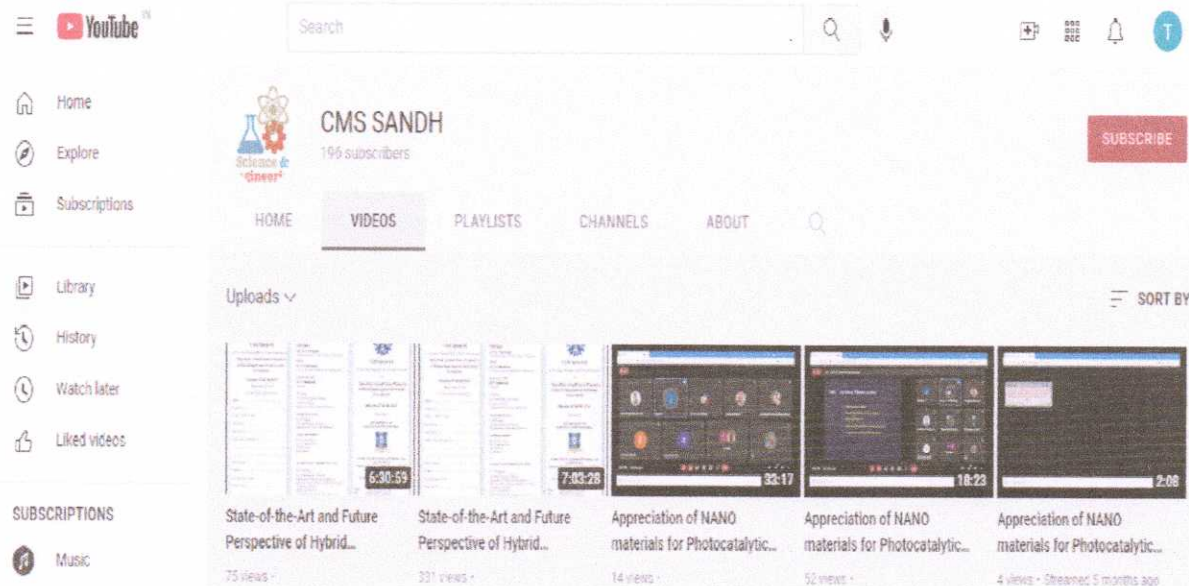 YouTube IN
Search
T
Home
Explore
Subscriptions
Library
History
Watch later
Liked videos
SUBSCRIPTIONS
Music
Science &
CMS SANDH
196 subscribers
SUBSCRIBE
HOME
VIDEOS
PLAYLISTS
CHANNELS
ABOUT
Uploads
SORT BY
6:30:59
State-of-the-Art and Future
Perspective of Hybrid...
75 views •
7:03:28
State-of-the-Art and Future
Perspective of Hybrid...
331 views •
33:17
Appreciation of NANO
materials for Photocatalytic...
14 views •
Appreciation of NANO
materials for Photocatalytic...
52 views •
2:08
Appreciation of NANO
materials for Photocatalytic...
4 views • Streamed 5 months ago